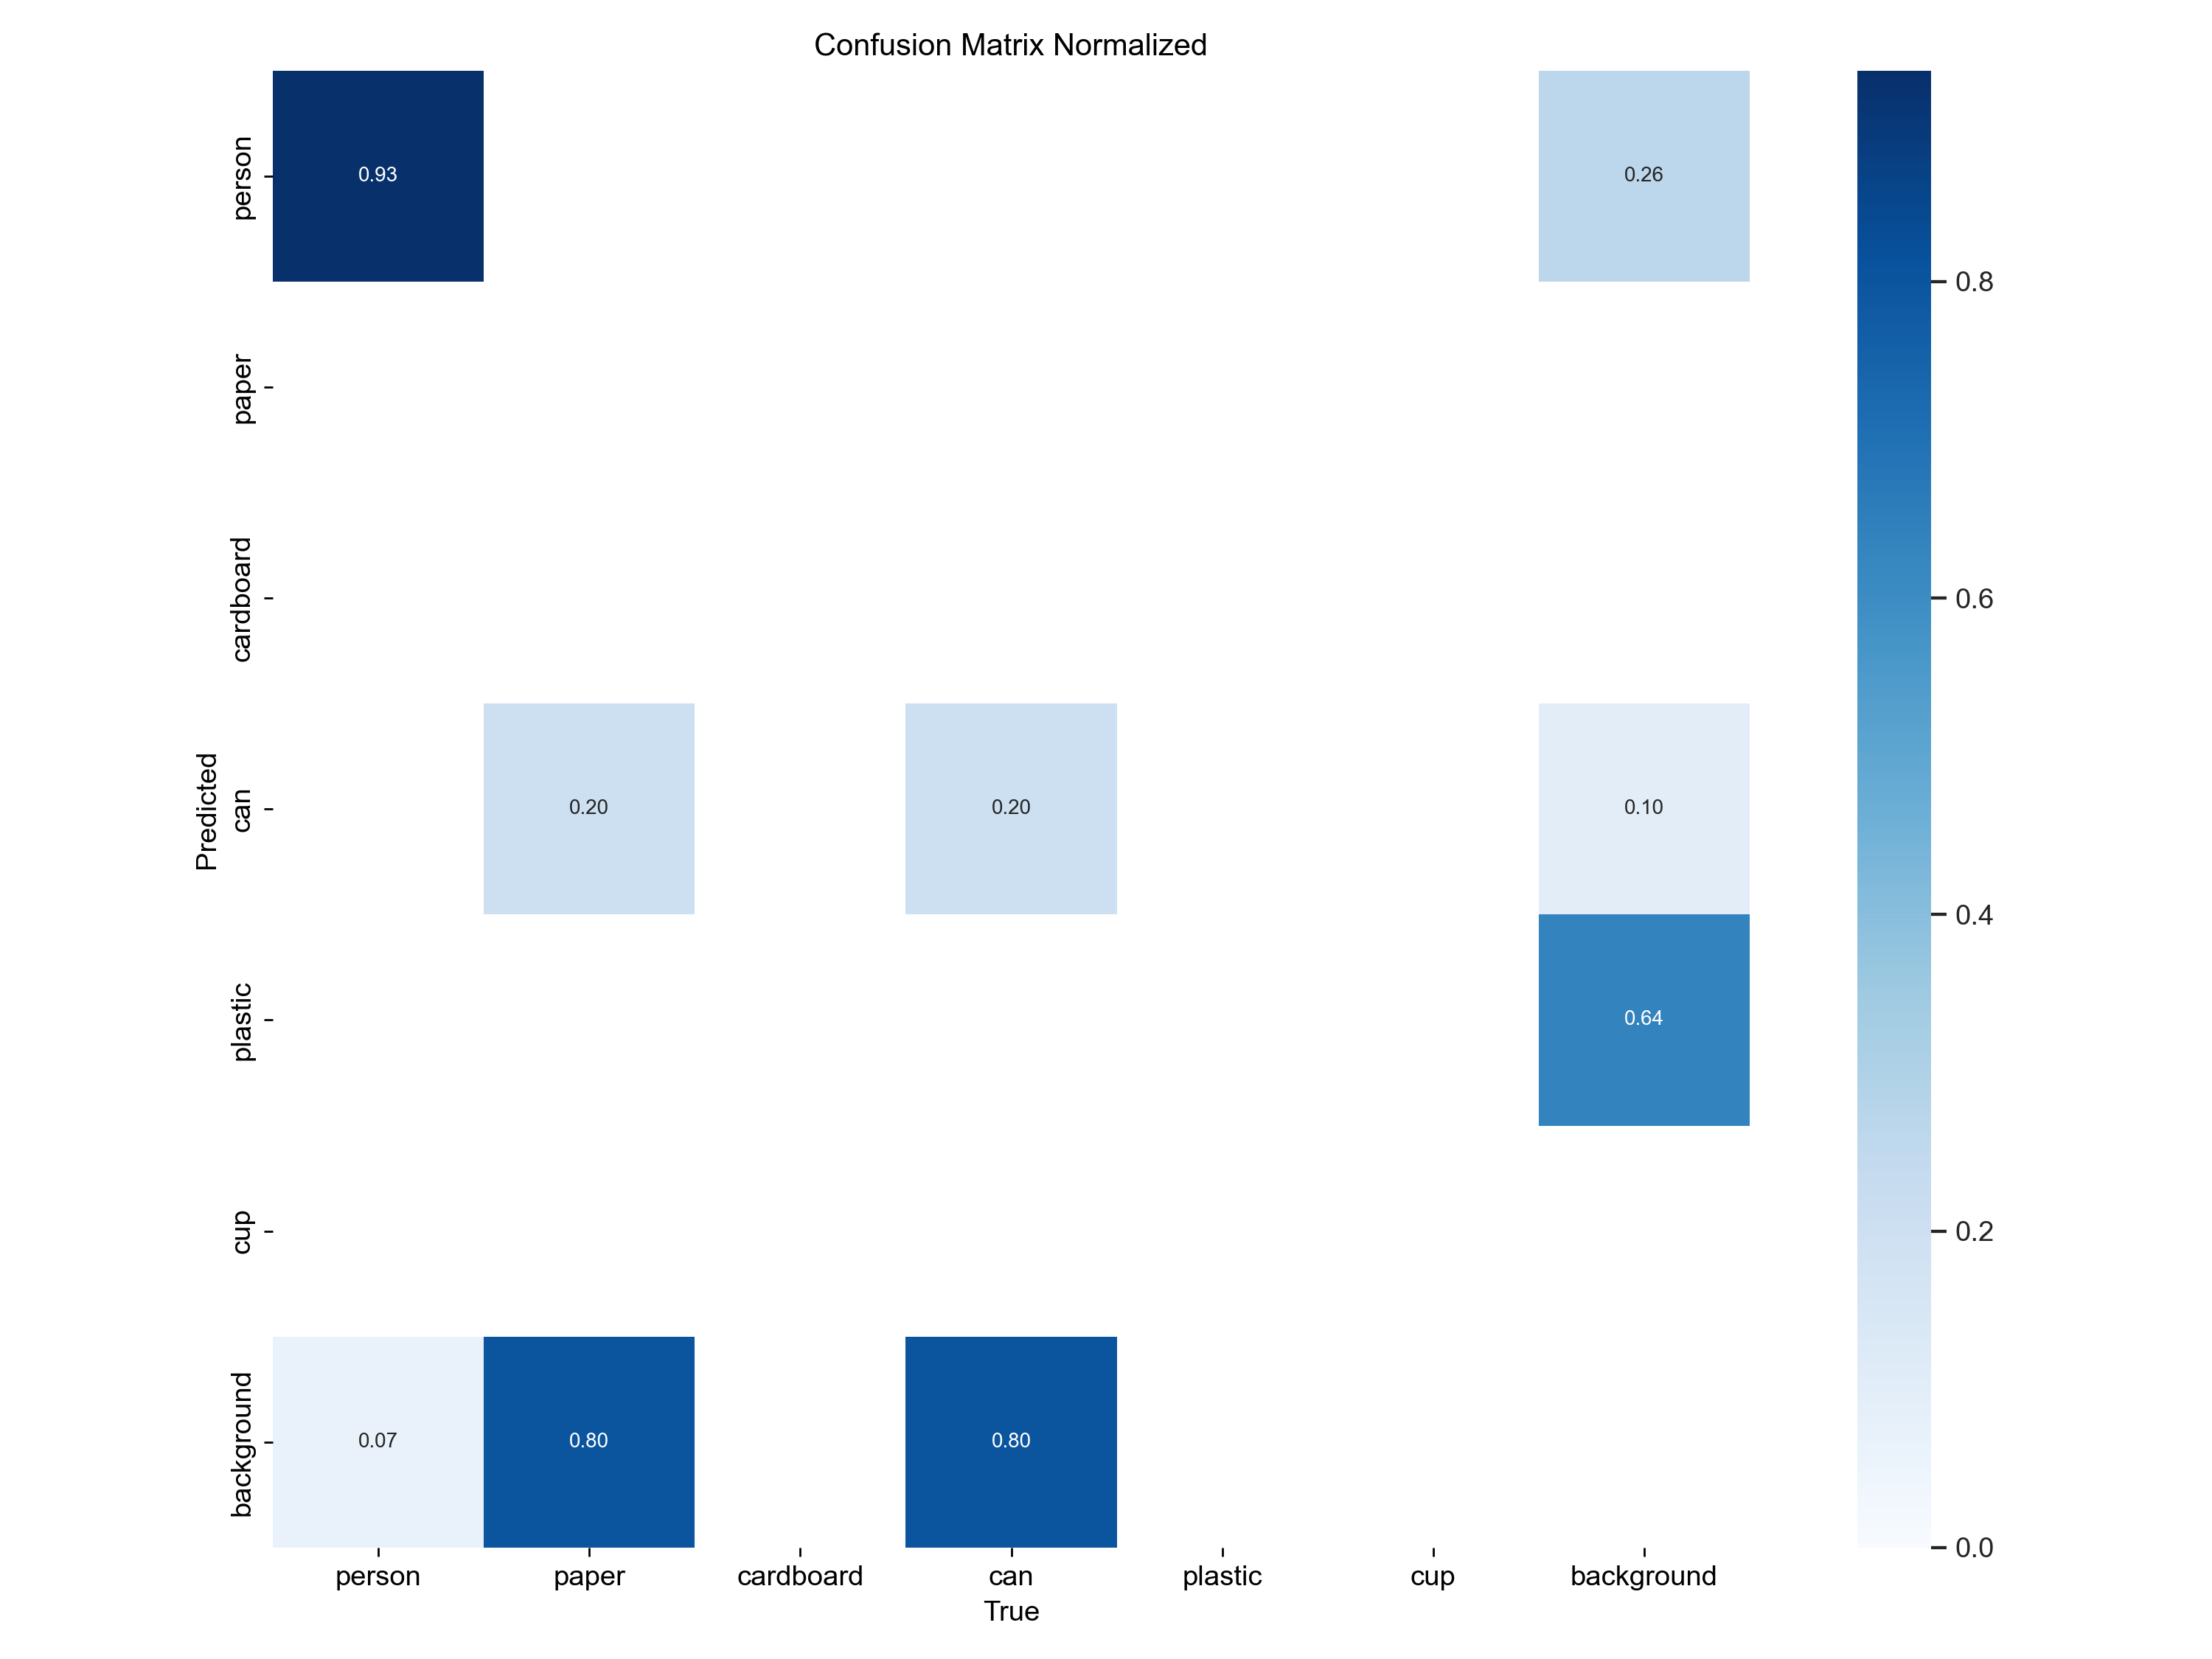 Confusion Matrix Normalized
person
0.93
0.26
0.8
paper
0.6
cardboard
Predicted
can
0.20
0.20
0.10
0.4
plastic
0.64
cup
0.2
background
0.07
0.80
0.80
0.0
person paper cardboard can plastic cup background
True